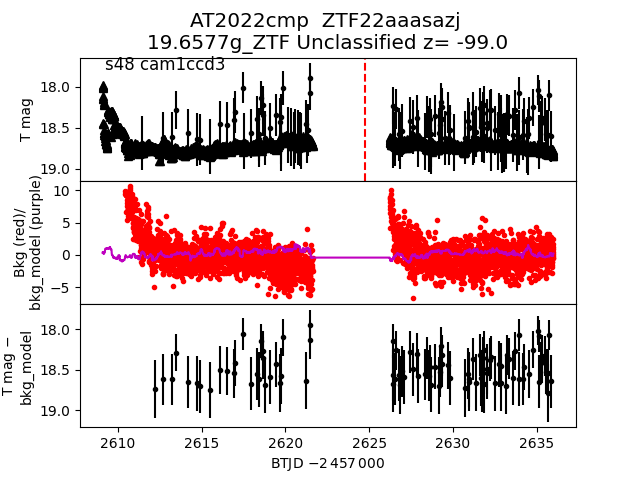 AT2022cmp  ZTF22aaasazj
19.6577g_ZTF Unclassified z= -99.0
s48 cam1ccd3
T mag
18.0
18.5
19.0
Bkg (red)/
bkg_model (purple)
10
5
0
−5
T mag −
bkg_model
18.0
18.5
19.0
2610
2615
2620
2625
2630
2635
BTJD −2 457 000